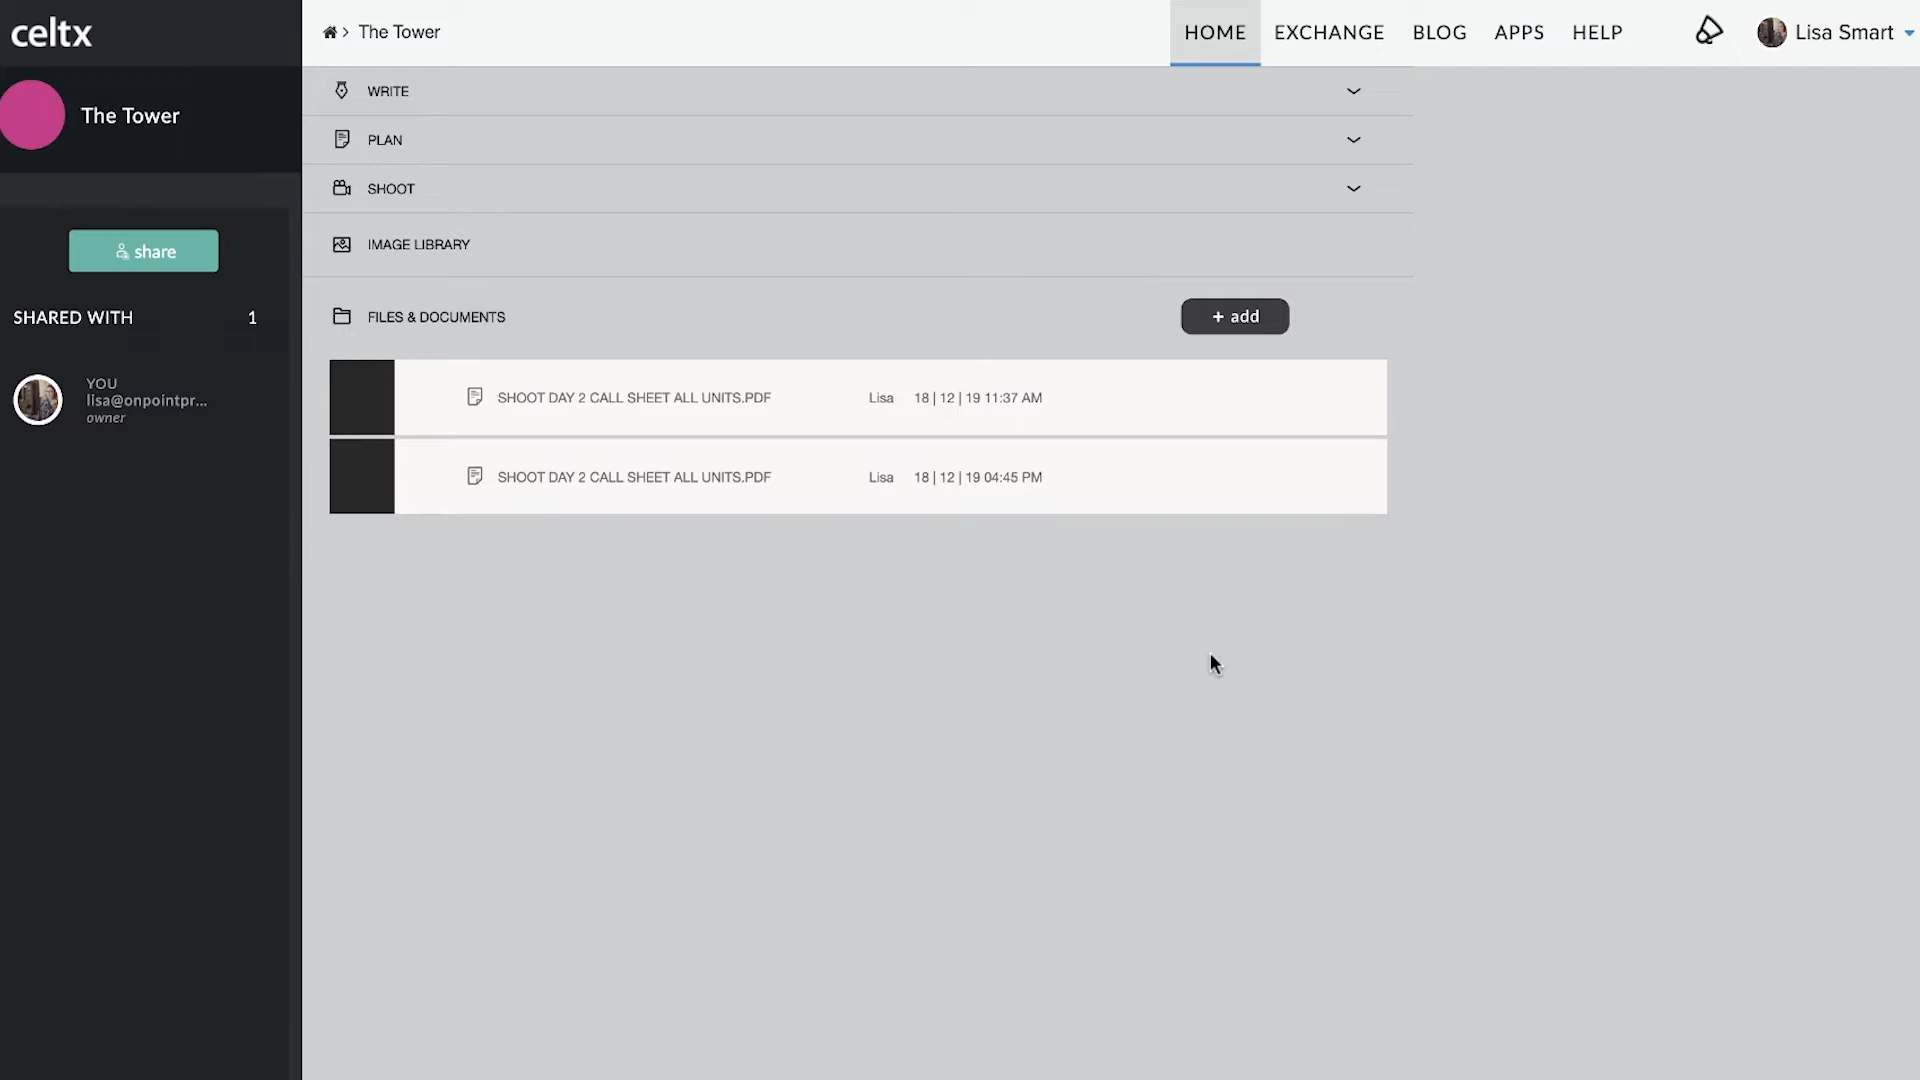 celtx
> The Tower
HOME
EXCHANGE
BLOG
APPS
HELP
Lisa Smart
The Tower
share
SHARED WITH 1
YOU
lisa@onpointpr...
owner
WRITE
PLAN
SHOOT
IMAGE LIBRARY
FILES & DOCUMENTS
+ add
SHOOT DAY 2 CALL SHEET ALL UNITS.PDF Lisa 18 | 12 | 19 11:37 AM
SHOOT DAY 2 CALL SHEET ALL UNITS.PDF Lisa 18 | 12 | 19 04:45 PM